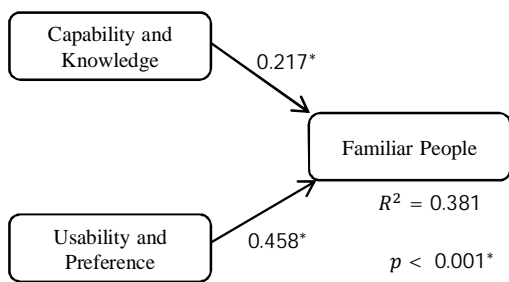 Capability and
Knowledge
0.217*
Familiar People
R² = 0.381
Usability and
Preference
0.458*
p < 0.001*